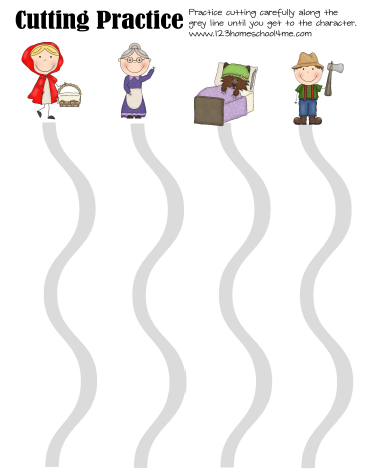 Cutting Practice
Practice cutting carefully along the
grey line until you get to the character.
www.123homeschool4me.com